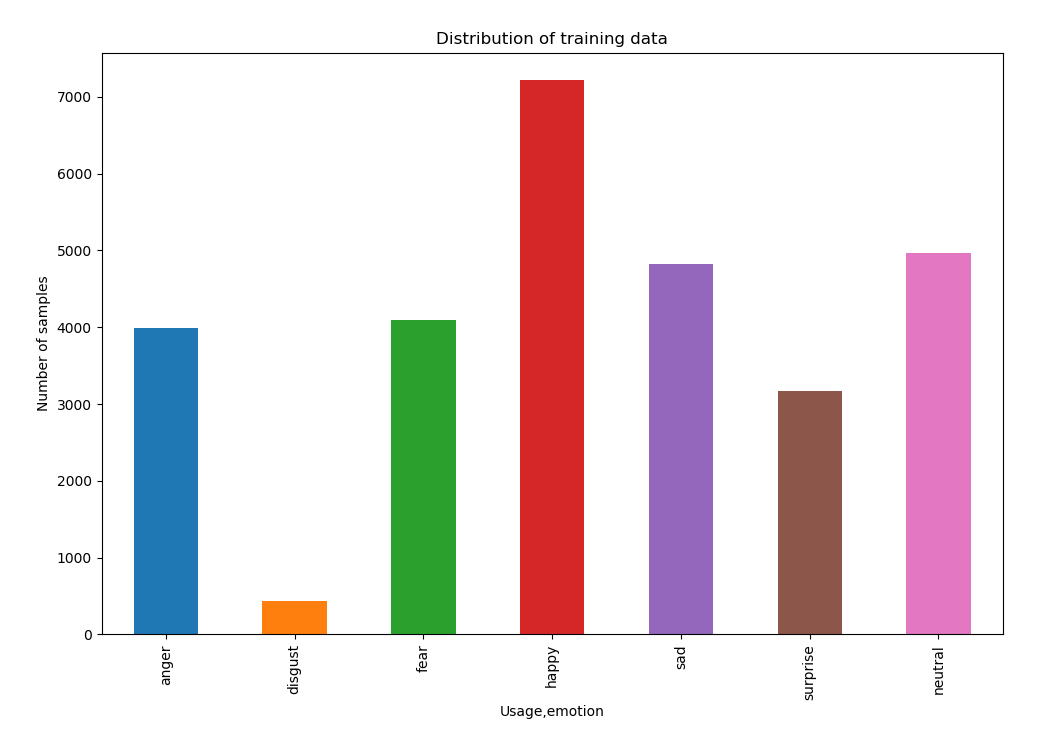 Distribution of training data
Number of samples
7000
6000
5000
4000
3000
2000
1000
0
anger
disgust
fear
happy
sad
surprise
neutral
Usage,emotion